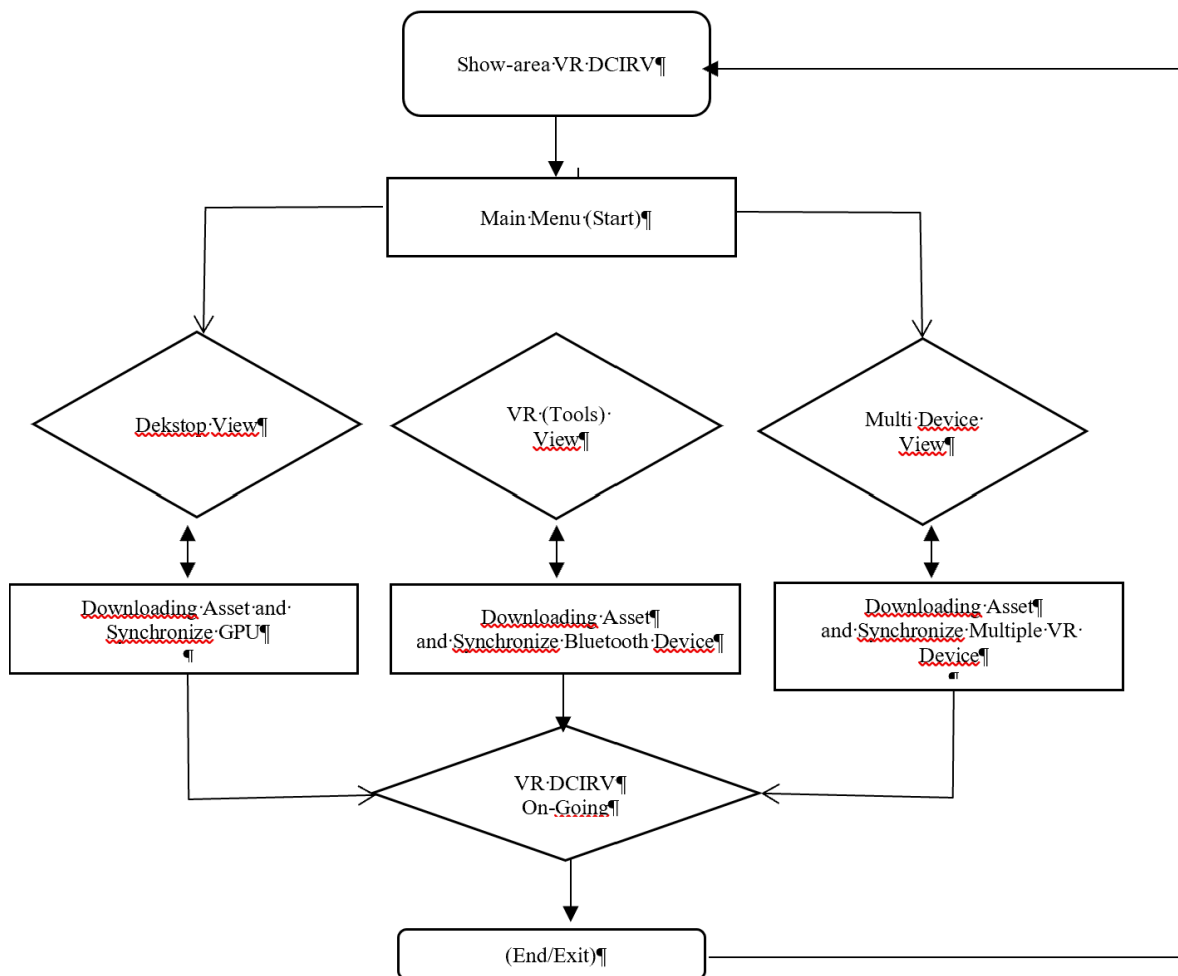 Show-area·VR·DCIRV¶
Main·Menu·(Start)¶
Dekstop·View¶
VR·(Tools)·
View¶
Multi·Device·
View¶
Downloading·Asset·and·
Synchronize·GPU¶
¶
Downloading·Asset¶
and·Synchronize·Bluetooth·Device¶
Downloading·Asset¶
and·Synchronize·Multiple·VR·
Device¶
¶
VR·DCIRV¶
On-Going¶
(End/Exit)¶